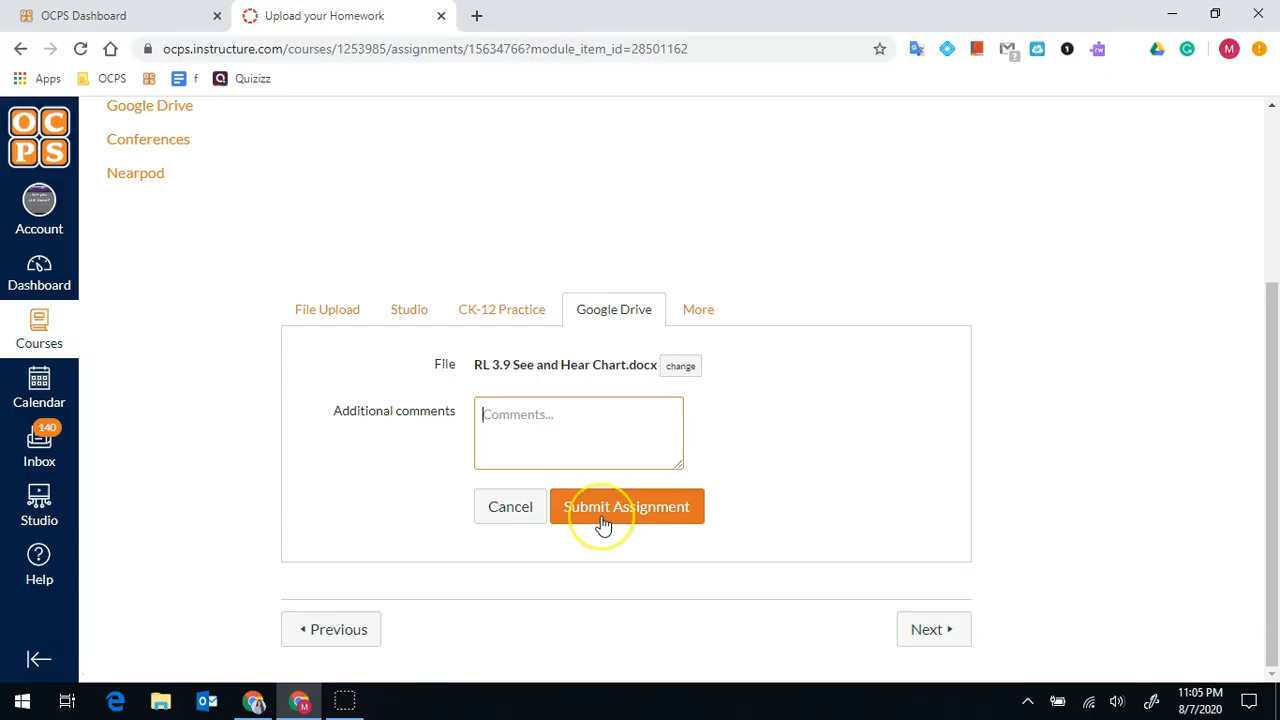 OCPS Dashboard
Upload your Homework
ocps.instructure.com/courses/1253985/assignments/15634766?module_item_id=28501162
M
Apps
OCPS
f
Quizizz
OC
PS
Account
Dashboard
Courses
Calendar
140
Inbox
Studio
Help
Google Drive
Conferences
Nearpod
File Upload
Studio
CK-12 Practice
Google Drive
More
File
RL 3.9 See and Hear Chart.docx
change
Additional comments
Comments...
Cancel
Submit Assignment
Previous
Next
11:05 PM
8/7/2020